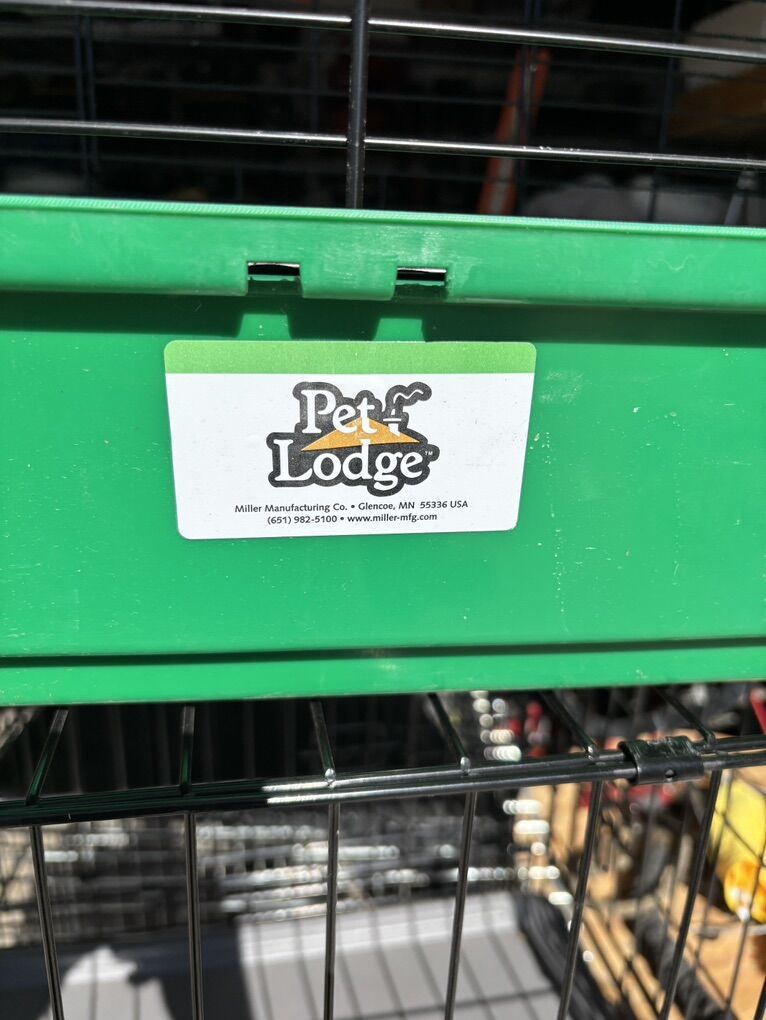 Pet
Lodge™
Miller Manufacturing Co. • Glencoe, MN 55336 USA
(651) 982-5100 • www.miller-mfg.com